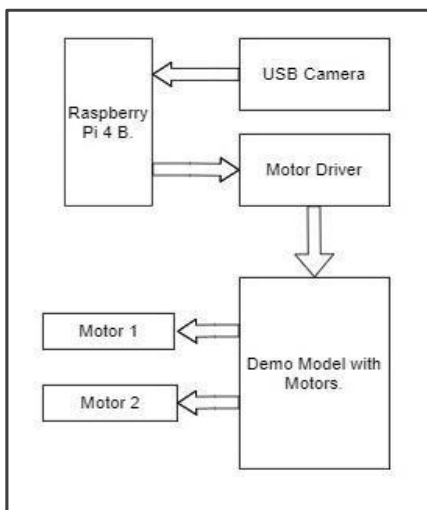 USB Camera
Raspberry
Pi 4 B.
Motor Driver
Motor 1
Demo Model with
Motors.
Motor 2